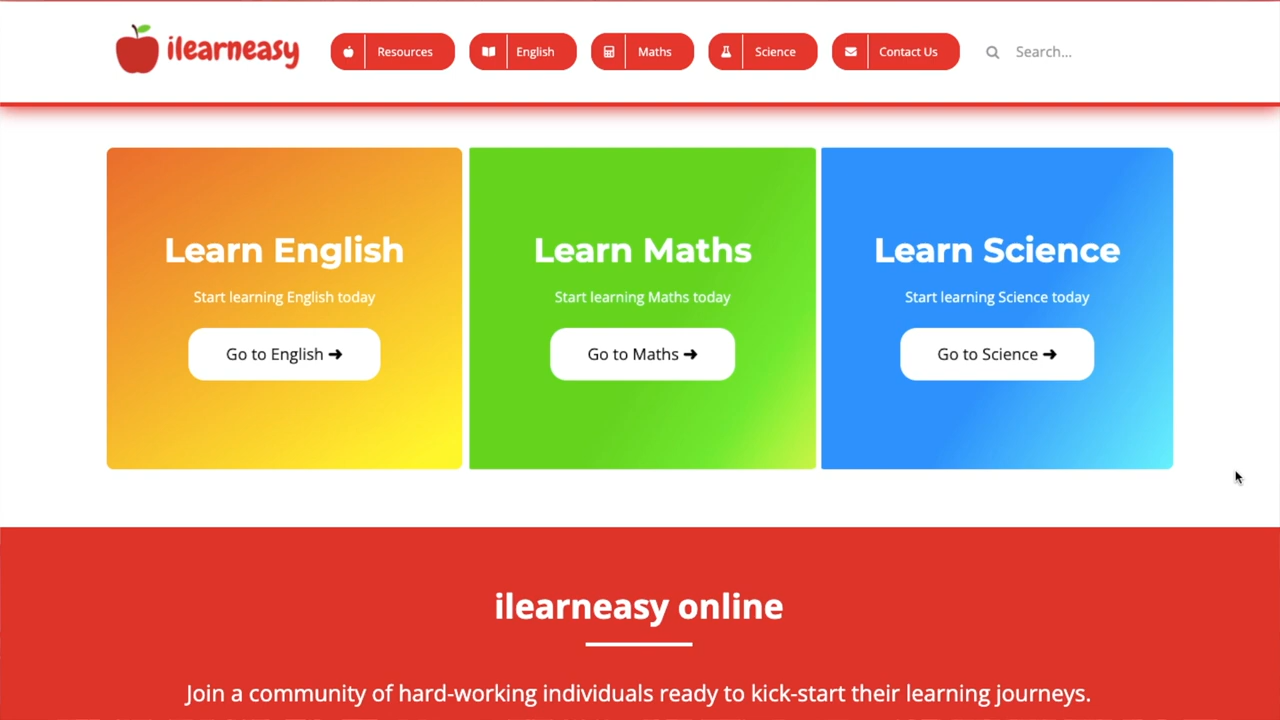 ilearneasy
Resources
English
Maths
Science
Contact Us
Search...
Learn English
Start learning English today
Go to English ➜
Learn Maths
Start learning Maths today
Go to Maths ➜
Learn Science
Start learning Science today
Go to Science ➜
ilearneasy online
Join a community of hard-working individuals ready to kick-start their learning journeys.